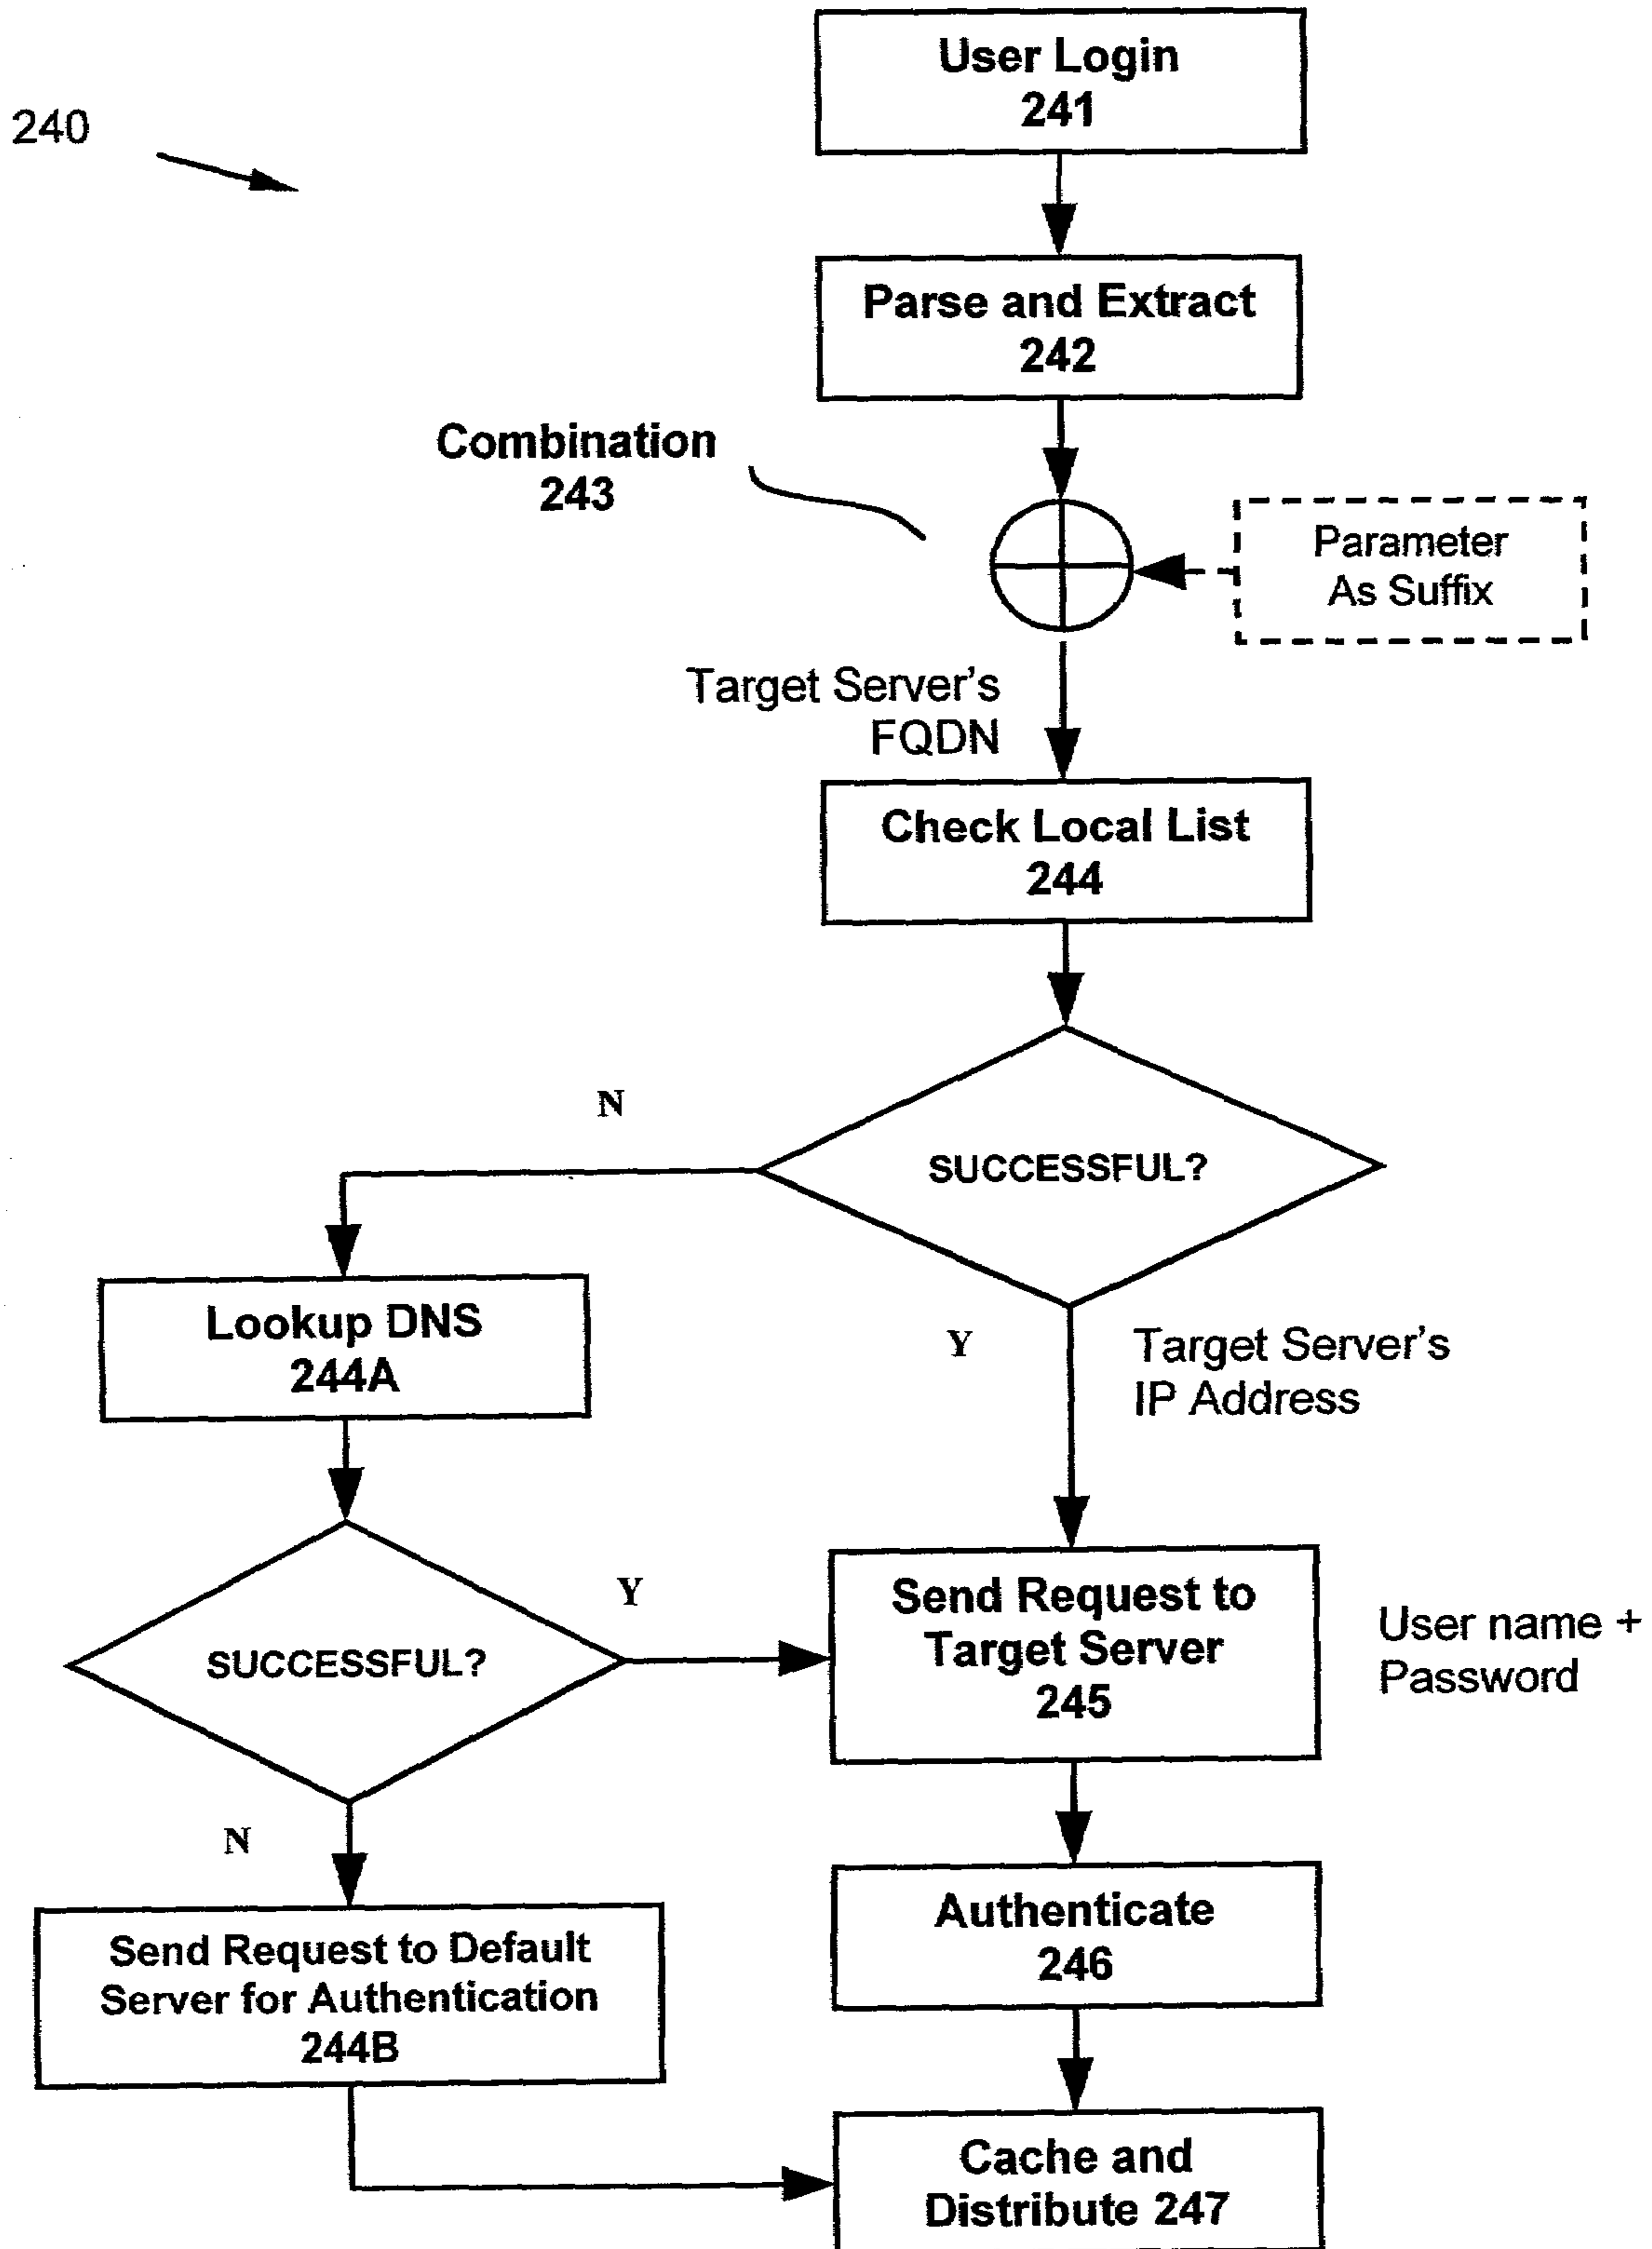 User Login
241
240
Parse and Extract
242
Combination
243
Parameter
As Suffix
Target Server's
FQDN
Check Local List
244
N
SUCCESSFUL?
Lookup DNS
244A
Y
Target Server's
IP Address
Send Request to
Target Server
245
User name +
Password
Y
SUCCESSFUL?
N
Authenticate
246
Send Request to Default
Server for Authentication
244B
Cache and
Distribute 247